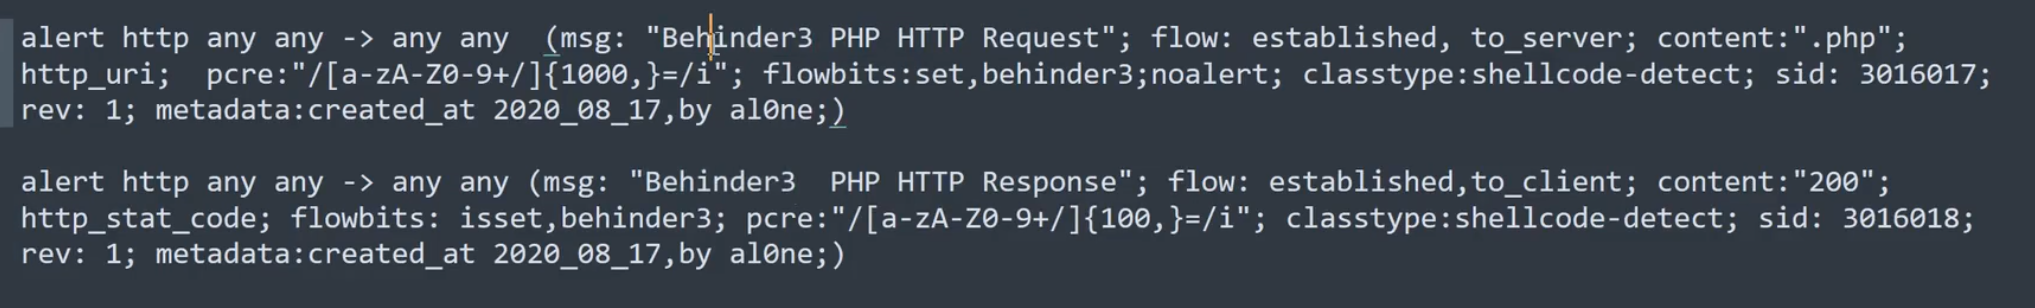 alert http any any -> any any  (msg: "Behinder3 PHP HTTP Request"; flow: established, to_server; content:".php";
http_uri;  pcre:"/[a-zA-Z0-9+/]{1000,}=/i"; flowbits:set,behinder3;noalert; classtype:shellcode-detect; sid: 3016017;
rev: 1; metadata:created_at 2020_08_17,by al0ne;)
alert http any any -> any any (msg: "Behinder3  PHP HTTP Response"; flow: established,to_client; content:"200";
http_stat_code; flowbits: isset,behinder3; pcre:"/[a-zA-Z0-9+/]{100,}=/i"; classtype:shellcode-detect; sid: 3016018;
rev: 1; metadata:created_at 2020_08_17,by al0ne;)